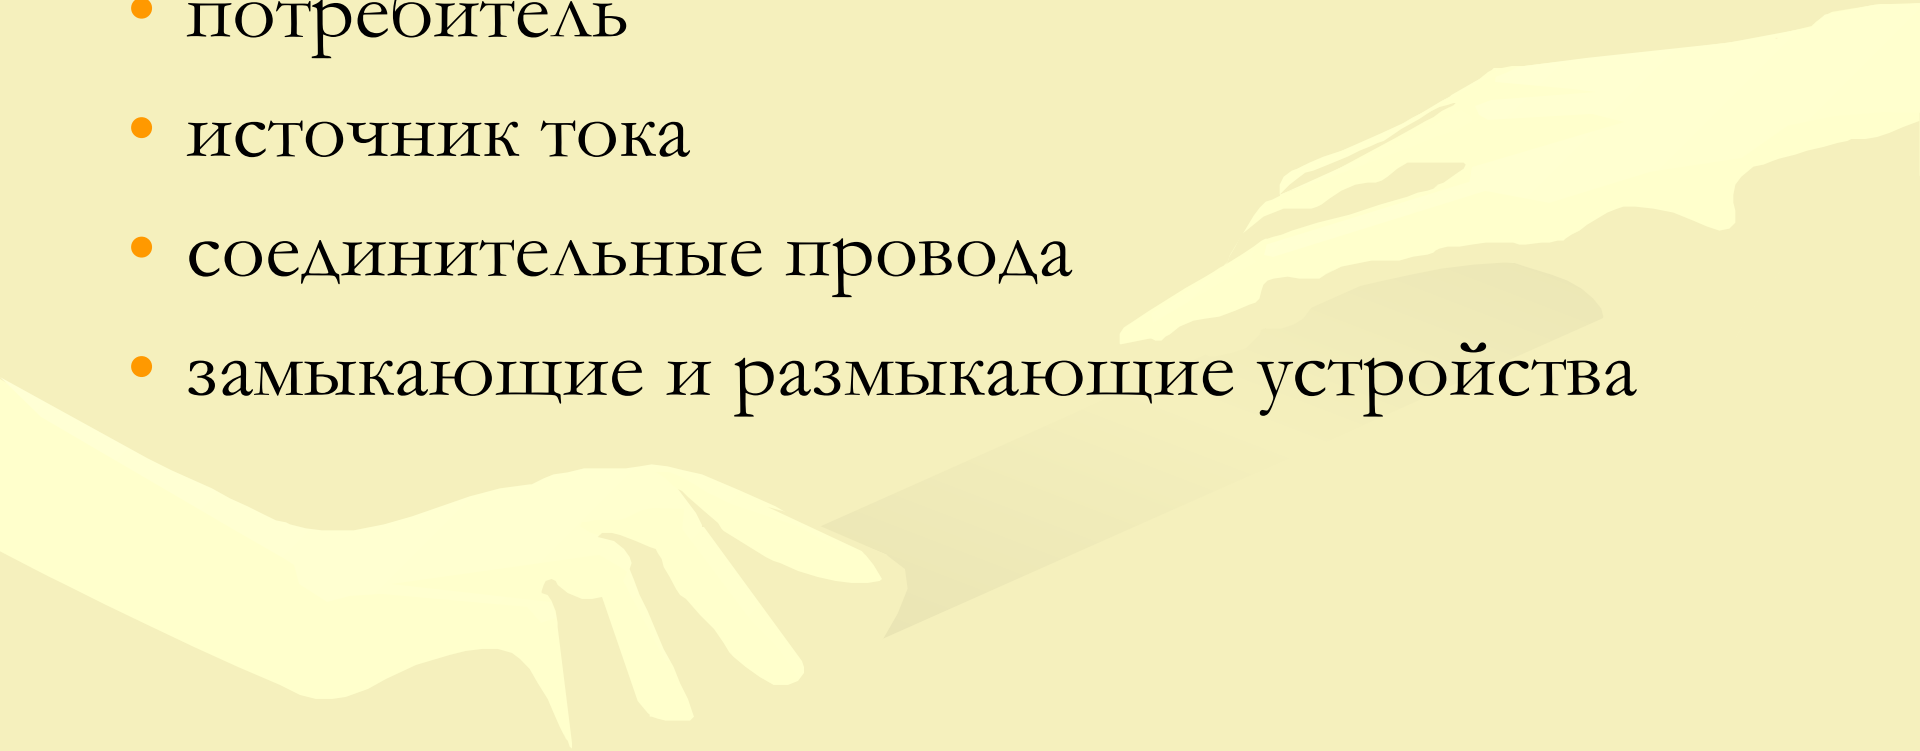 • потребитель
• источник тока
• соединительные провода
• замыкающие и размыкающие устройства